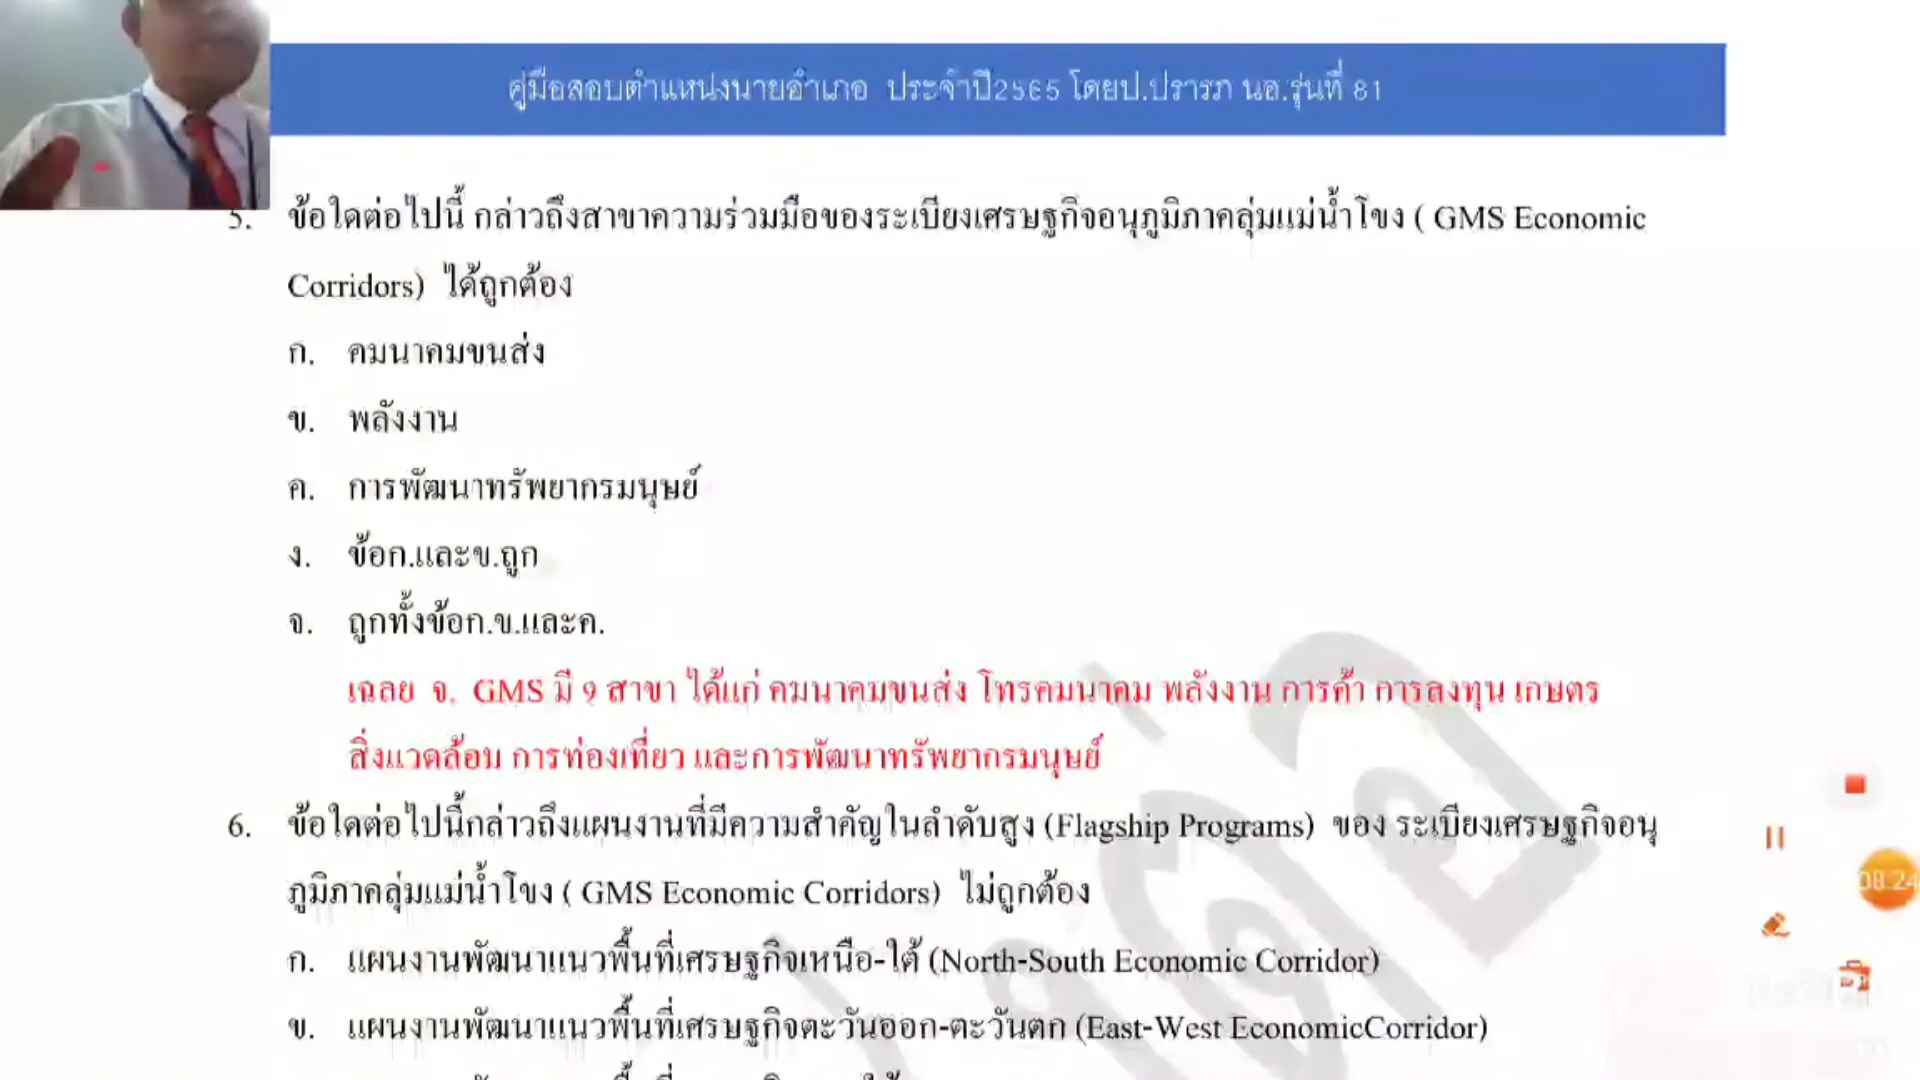 คู่มือสอบตำแหน่งนายอำเภอ ประจำปี2565 โดยป.ปรารภ นอ.รุ่นที่ 81
5. ข้อใดต่อไปนี้ กล่าวถึงสาขาความร่วมมือของระเบียงเศรษฐกิจอนุภูมิภาคลุ่มแม่น้ำโขง ( GMS Economic
Corridors) ได้ถูกต้อง
ก. คมนาคมขนส่ง
ข. พลังงาน
ค. การพัฒนาทรัพยากรมนุษย์
ง. ข้อก.และข.ถูก
จ. ถูกทั้งข้อก.ข.และค.
เฉลย จ. GMS มี 9 สาขา ได้แก่ คมนาคมขนส่ง โทรคมนาคม พลังงาน การค้า การลงทุน เกษตร
สิ่งแวดล้อม การท่องเที่ยว และการพัฒนาทรัพยากรมนุษย์
6. ข้อใดต่อไปนี้กล่าวถึงแผนงานที่มีความสำคัญในลำดับสูง (Flagship Programs) ของ ระเบียงเศรษฐกิจอนุ
ภูมิภาคลุ่มแม่น้ำโขง ( GMS Economic Corridors) ไม่ถูกต้อง
ก. แผนงานพัฒนาแนวพื้นที่เศรษฐกิจเหนือ-ใต้ (North-South Economic Corridor)
ข. แผนงานพัฒนาแนวพื้นที่เศรษฐกิจตะวันออก-ตะวันตก (East-West EconomicCorridor)
08:24